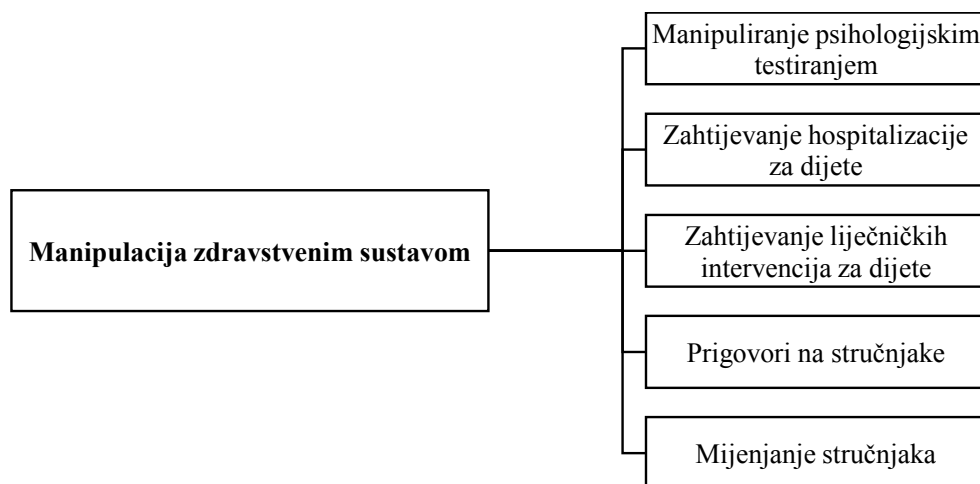 Manipulacija zdravstvenim sustavom
Manipuliranje psihologijskim
testiranjem
Zahtijevanje hospitalizacije
za dijete
Zahtijevanje liječničkih
intervencija za dijete
Prigovori na stručnjake
Mijenjanje stručnjaka